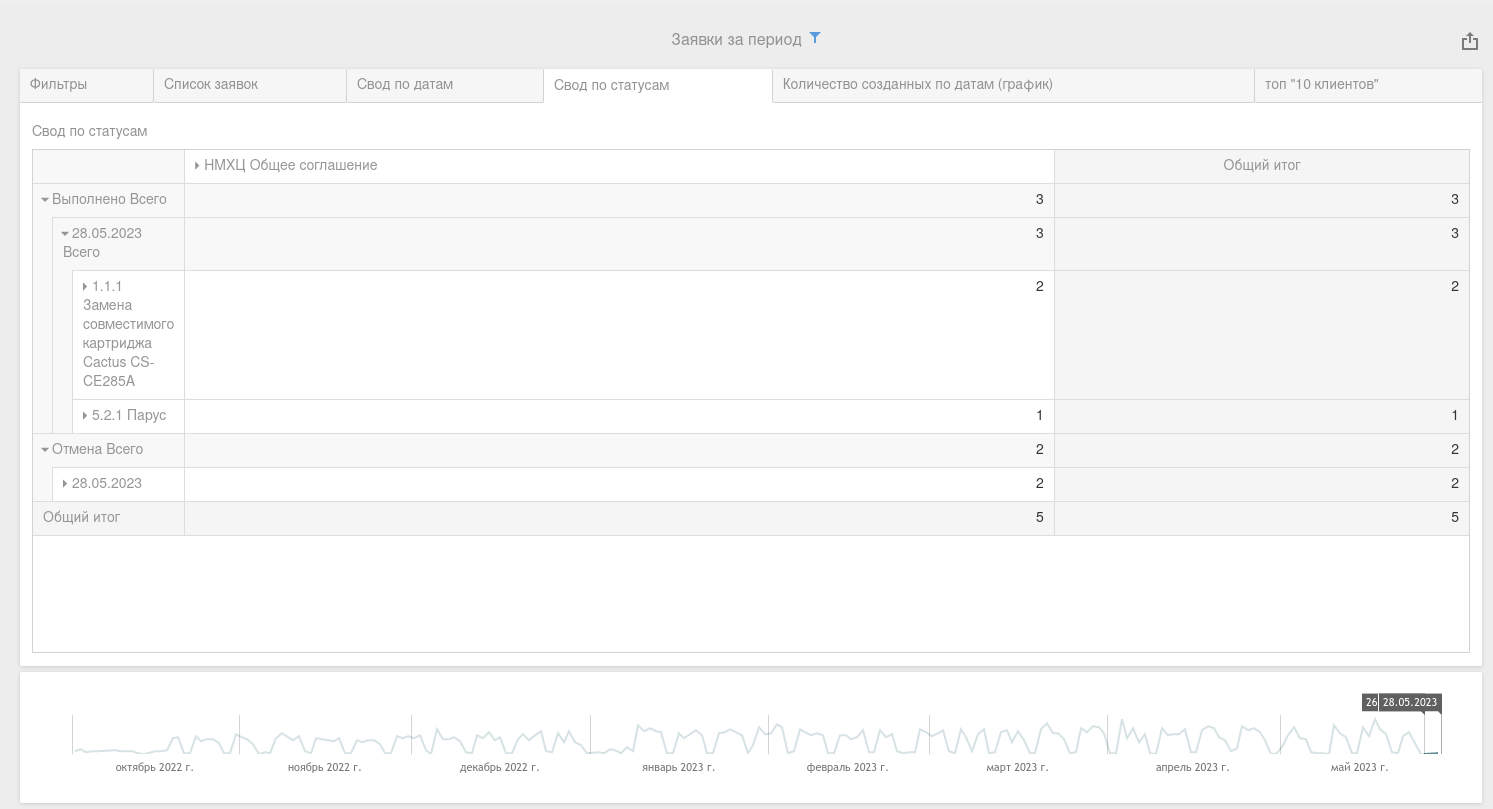 Заявки за период
Фильтры
Список заявок
Свод по датам
Свод по статусам
Количество созданных по датам (график)
топ "10 клиентов"
Свод по статусам
НМХЦ Общее соглашение
Общий итог
Выполнено Всего 3 3
28.05.2023 3 3
Всего
1.1.1 2 2
Замена
совместимого
картриджа
Cactus CS-
CE285A
5.2.1 Парус 1 1
Отмена Всего 2 2
28.05.2023 2 2
Общий итог 5 5
26 28.05.2023
октябрь 2022 г.
ноябрь 2022 г.
декабрь 2022 г.
январь 2023 г.
февраль 2023 г.
март 2023 г.
апрель 2023 г.
май 2023 г.